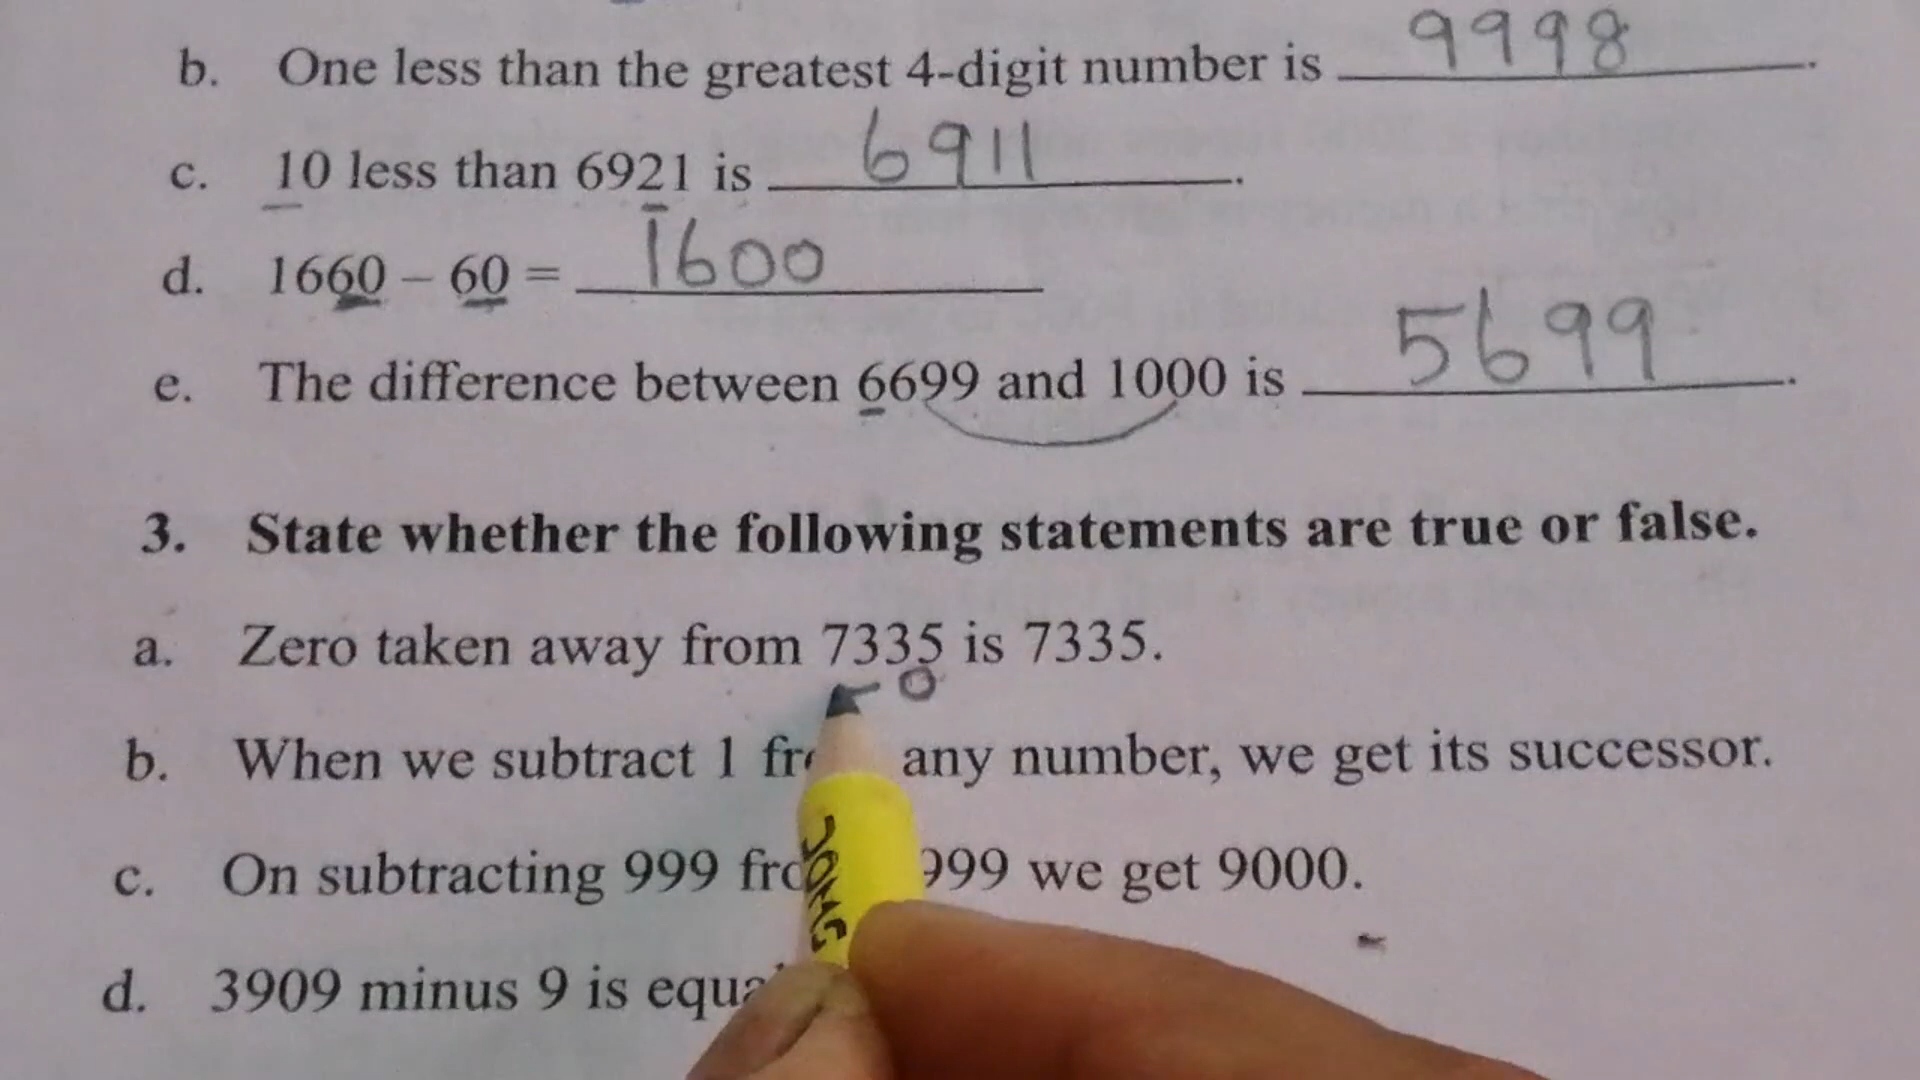 b. One less than the greatest 4-digit number is 9998.
c. 10 less than 6921 is 6911.
d. 1660 – 60 = 1600
e. The difference between 6699 and 1000 is 5699.
3. State whether the following statements are true or false.
a. Zero taken away from 7335 is 7335.
- 0
b. When we subtract 1 any number, we get its successor.
c. On subtracting 999 999 we get 9000.
d. 3909 minus 9 is